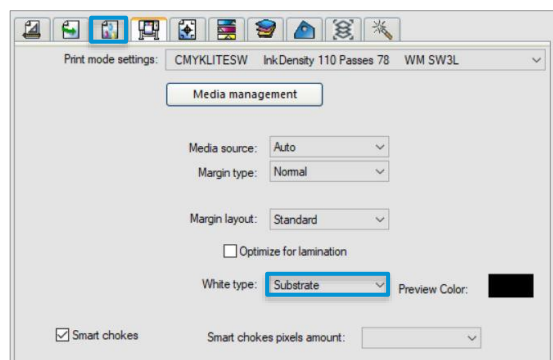 Print mode settings: CMYKLITESW InkDensity 110 Passes 78 WM SW3L
Media management
Media source: Auto
Margin type: Normal
Margin layout: Standard
Optimize for lamination
White type: Substrate Preview Color:
Smart chokes Smart chokes pixels amount: